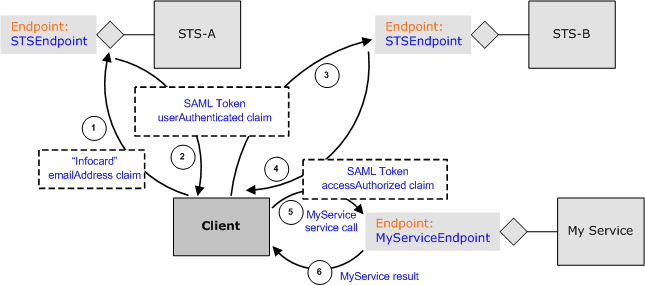 Endpoint:
STSEndpoint
STS-A
Endpoint:
STSEndpoint
STS-B
3
SAML Token
userAuthenticated claim
1
2
"Infocard"
emailAddress claim
4
SAML Token
accessAuthorized claim
Client
5
MyService
service call
Endpoint:
MyServiceEndpoint
My Service
6
MyService result